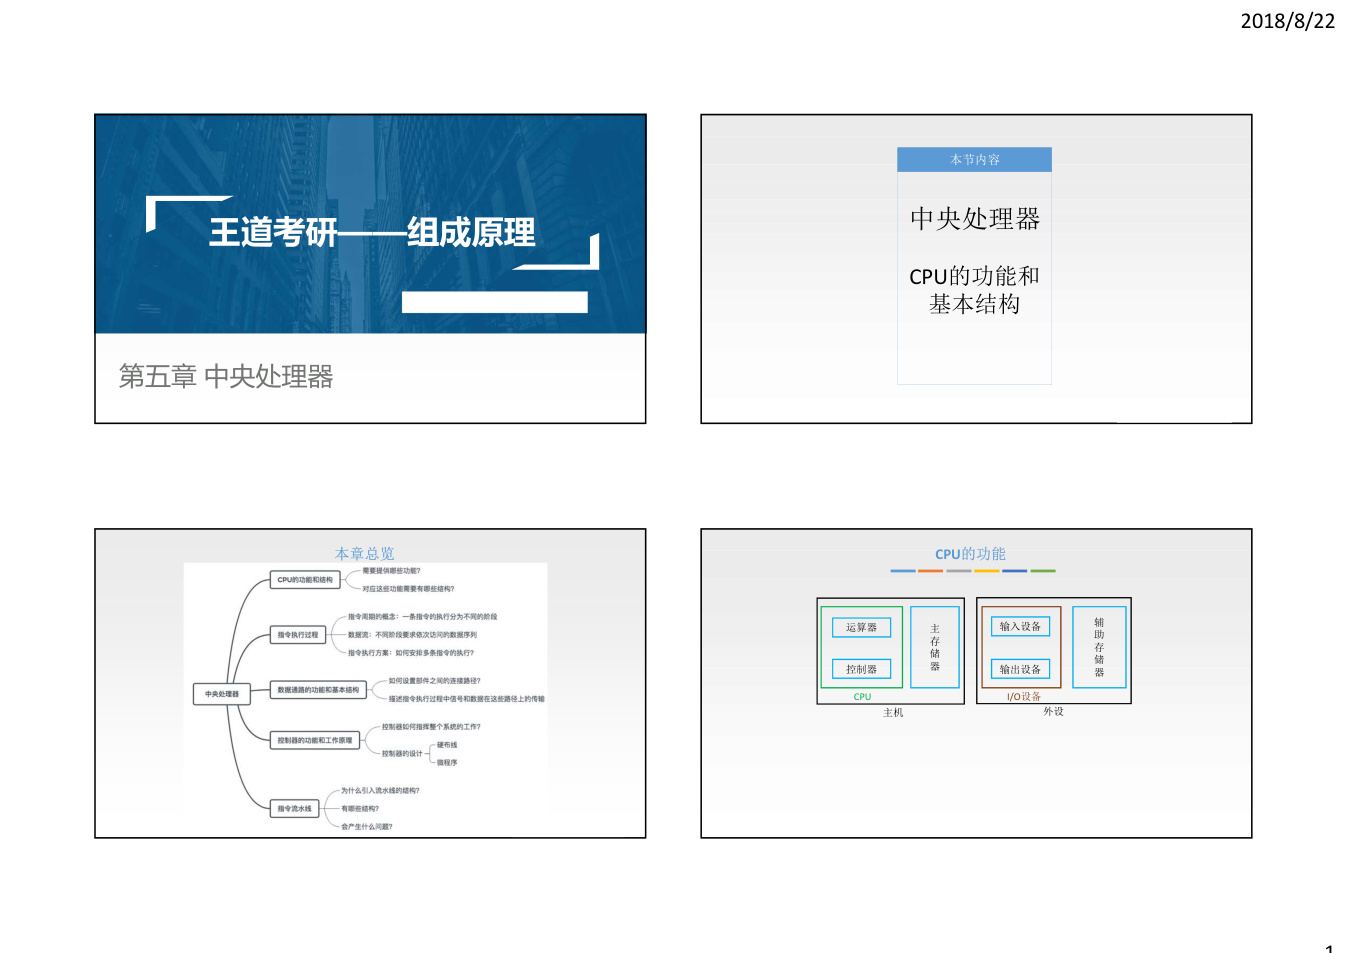 2018/8/22
王道考研——组成原理
第五章 中央处理器
本节内容
中央处理器
CPU的功能和
基本结构
本章总览
中央处理器
CPU的功能和结构
需要提供哪些功能?
对应这些功能需要有哪些结构?
指令执行过程
指令周期的概念：一条指令的执行分为不同的阶段
数据流：不同阶段要求依次访问的数据序列
指令执行方案：如何安排多条指令的执行?
数据通路的功能和基本结构
如何设置部件之间的连接路径?
描述指令执行过程中信号和数据在这些路径上的传输
控制器的功能和工作原理
控制器如何指挥整个系统的工作?
控制器的设计
硬布线
微程序
指令流水线
为什么引入流水线的结构?
有哪些结构?
会产生什么问题?
CPU的功能
运算器
控制器
CPU
主存储器
主机
输入设备
输出设备
I/O设备
辅助存储器
外设
1